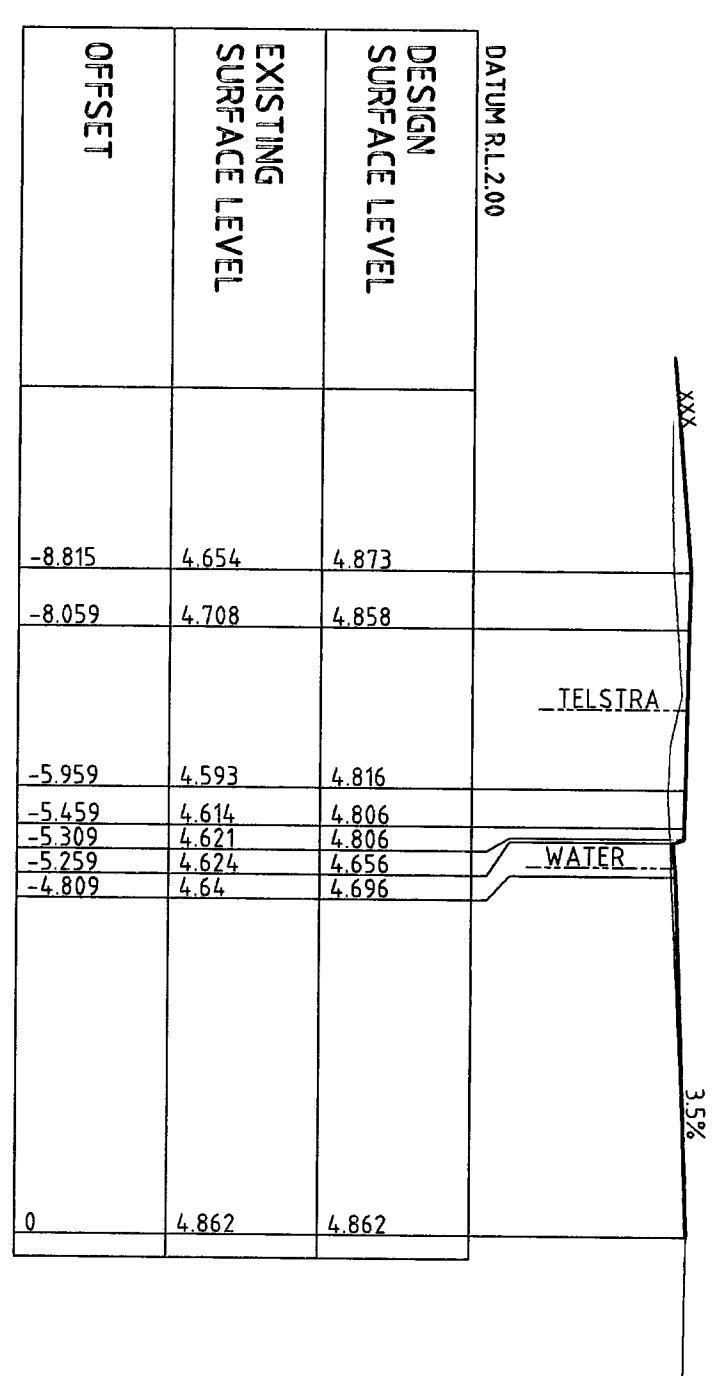 DATUM R.L.2.00
DESIGN
SURFACE LEVEL
EXISTING
SURFACE LEVEL
OFFSET
XXX
-8.815 4.654 4.873
-8.059 4.708 4.858
TELSTRA
-5.959 4.593 4.816
-5.459 4.614 4.806
-5.309 4.621 4.806
-5.259 4.624 4.656
WATER
-4.809 4.64 4.696
3.5%
0 4.862 4.862